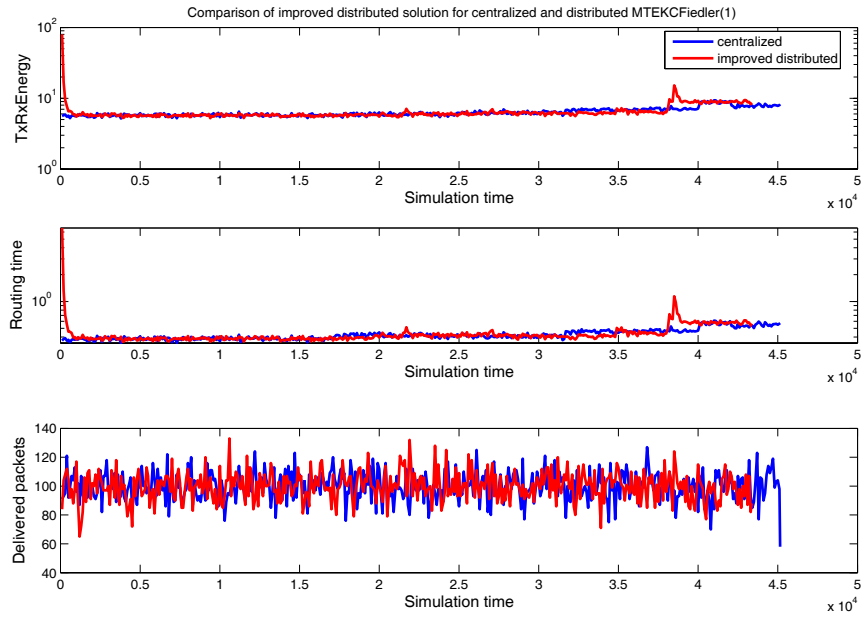 Comparison of improved distributed solution for centralized and distributed MTEKCFiedler(1)
centralized
improved distributed
TxRxEnergy
10^2
10^1
10^0
0 0.5 1 1.5 2 2.5 3 3.5 4 4.5 5
Simulation time
x 10^4
Routing time
10^0
0 0.5 1 1.5 2 2.5 3 3.5 4 4.5 5
Simulation time
x 10^4
Delivered packets
140
120
100
80
60
40
0 0.5 1 1.5 2 2.5 3 3.5 4 4.5 5
Simulation time
x 10^4